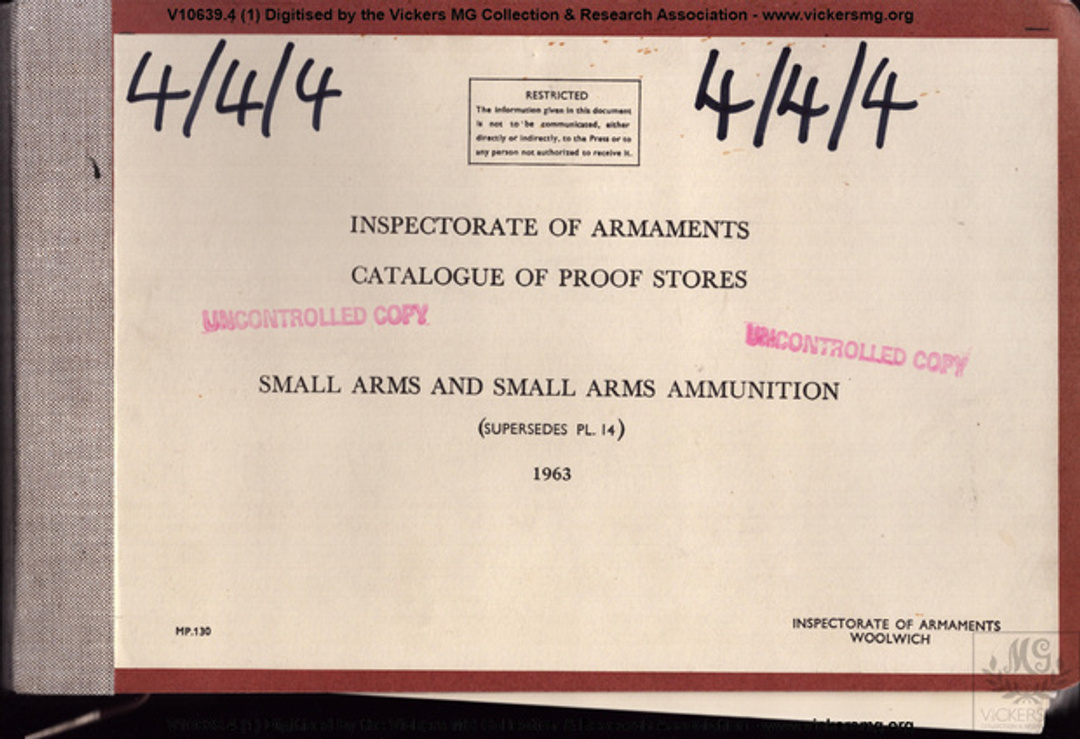 V10639.4 (1) Digitised by the Vickers MG Collection & Research Association - www.vickersmg.org
4/4/4
4/4/4
RESTRICTED
The information given in this document
is not to be communicated, either
directly or indirectly, to the Press or to
any person not authorized to receive it.
INSPECTORATE OF ARMAMENTS
CATALOGUE OF PROOF STORES
UNCONTROLLED COPY
UNCONTROLLED COPY
SMALL ARMS AND SMALL ARMS AMMUNITION
(SUPERSEDES PL. 14)
1963
MP.130
INSPECTORATE OF ARMAMENTS
WOOLWICH
MG
VICKERS